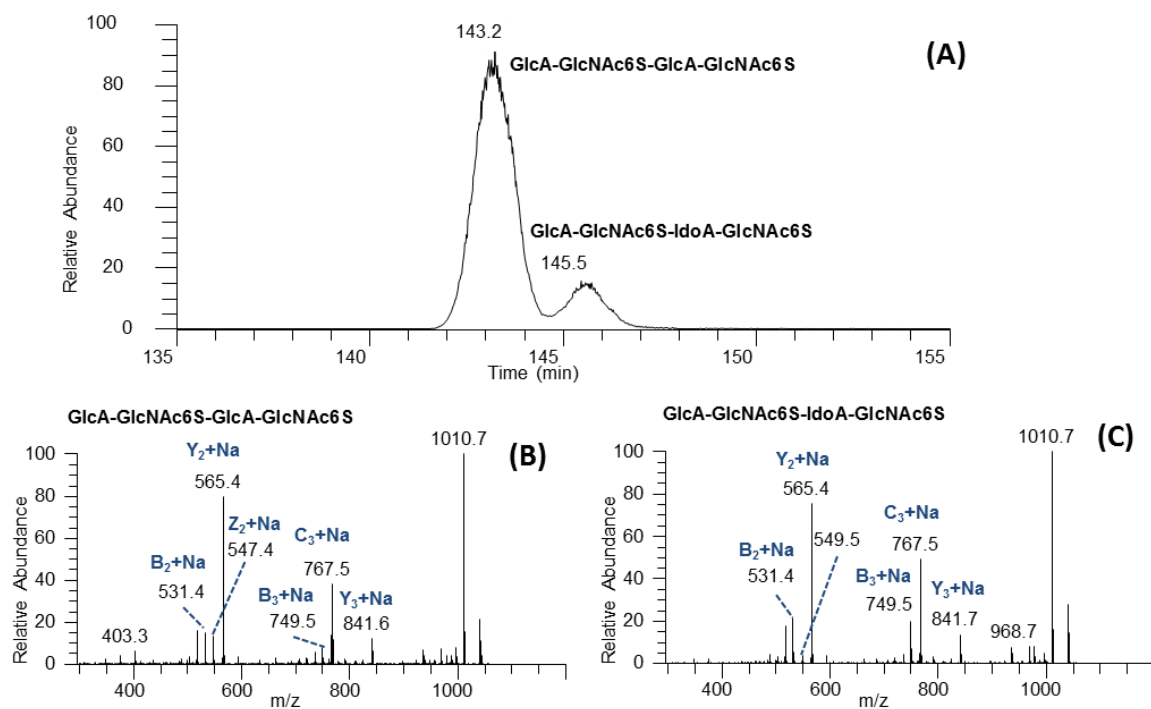 (A)
143.2
GlcA-GlcNAc6S-GlcA-GlcNAc6S
GlcA-GlcNAc6S-IdoA-GlcNAc6S
145.5
Relative Abundance
100
80
60
40
20
0
135
140
145
150
155
Time (min)
GlcA-GlcNAc6S-GlcA-GlcNAc6S
(B)
1010.7
Y₂+Na
565.4
Z₂+Na
547.4
B₂+Na
531.4
C₃+Na
767.5
B₃+Na
749.5
Y₃+Na
841.6
403.3
Relative Abundance
100
80
60
40
20
0
400
600
800
1000
m/z
GlcA-GlcNAc6S-IdoA-GlcNAc6S
(C)
1010.7
Y₂+Na
565.4
549.5
B₂+Na
531.4
C₃+Na
767.5
B₃+Na
749.5
Y₃+Na
841.7
968.7
Relative Abundance
100
80
60
40
20
0
400
600
800
1000
m/z